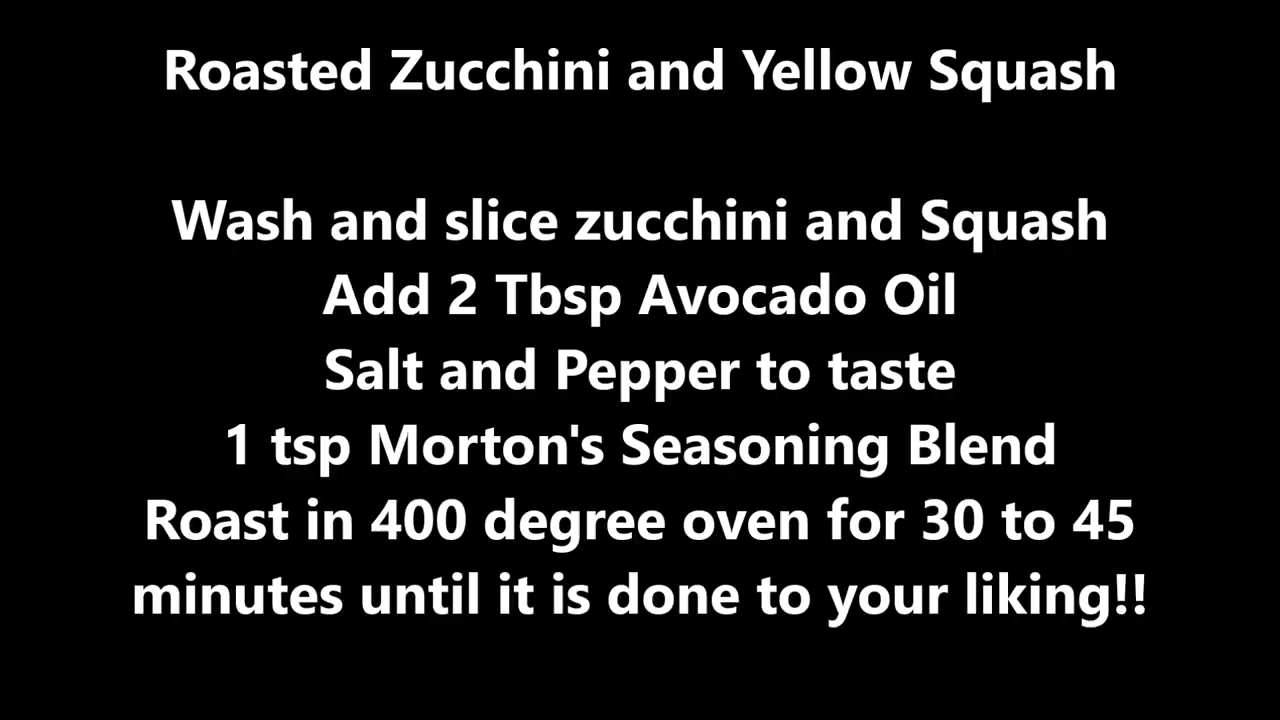 Roasted Zucchini and Yellow Squash
Wash and slice zucchini and Squash
Add 2 Tbsp Avocado Oil
Salt and Pepper to taste
1 tsp Morton's Seasoning Blend
Roast in 400 degree oven for 30 to 45
minutes until it is done to your liking!!